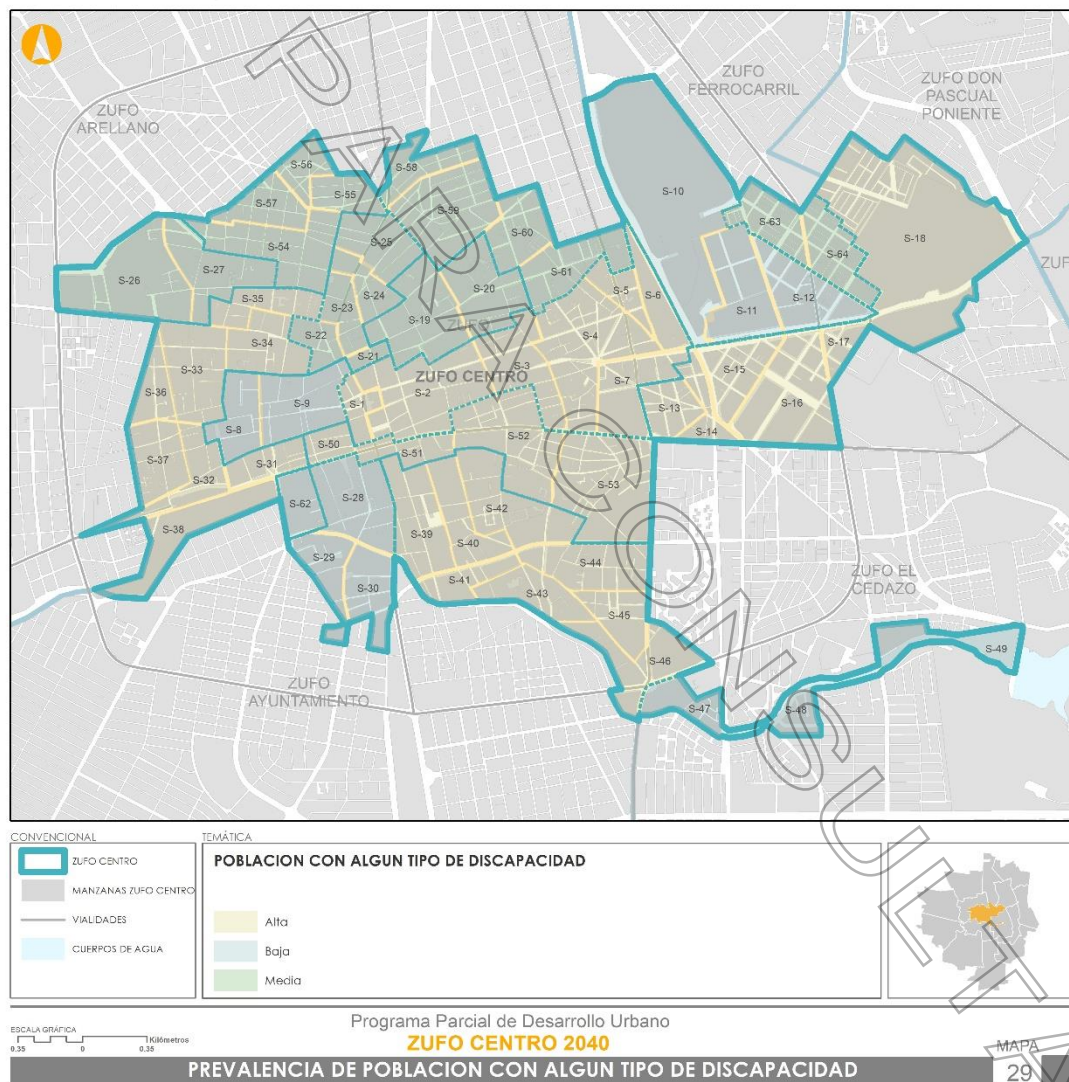 ZUFO
ARELLANO
ZUFO
FERROCARRIL
ZUFO DON
PASCUAL
PONIENTE
S-56
S-58
S-55
S-10
S-57
S-59
S-63
S-25
S-60
S-18
S-54
S-64
S-26
S-27
S-61
ZUF
S-24
S-20
S-5
S-6
S-12
S-35
S-23
S-11
S-19
ZUFO
S-22
S-4
S-17
S-34
S-21
S-33
S-3
S-15
ZUFO CENTRO
S-7
S-36
S-2
S-1
S-9
S-16
S-13
S-8
S-14
S-50
S-52
S-51
S-37
S-31
S-32
S-53
S-62
S-28
S-42
S-38
S-39
S-40
S-29
S-44
ZUFO EL
CEDAZO
S-41
S-30
S-43
S-45
S-49
S-46
ZUFO
AYUNTAMIENTO
S-47
S-48
PARA CONSULTA
CONVENCIONAL
ZUFO CENTRO
MANZANAS ZUFO CENTRO
VIALIDADES
CUERPOS DE AGUA
TEMÁTICA
POBLACION CON ALGUN TIPO DE DISCAPACIDAD
Alta
Baja
Media
ESCALA GRÁFICA
0.35 0 0.35
Kilómetros
Programa Parcial de Desarrollo Urbano
ZUFO CENTRO 2040
MAPA
PREVALENCIA DE POBLACION CON ALGUN TIPO DE DISCAPACIDAD
29